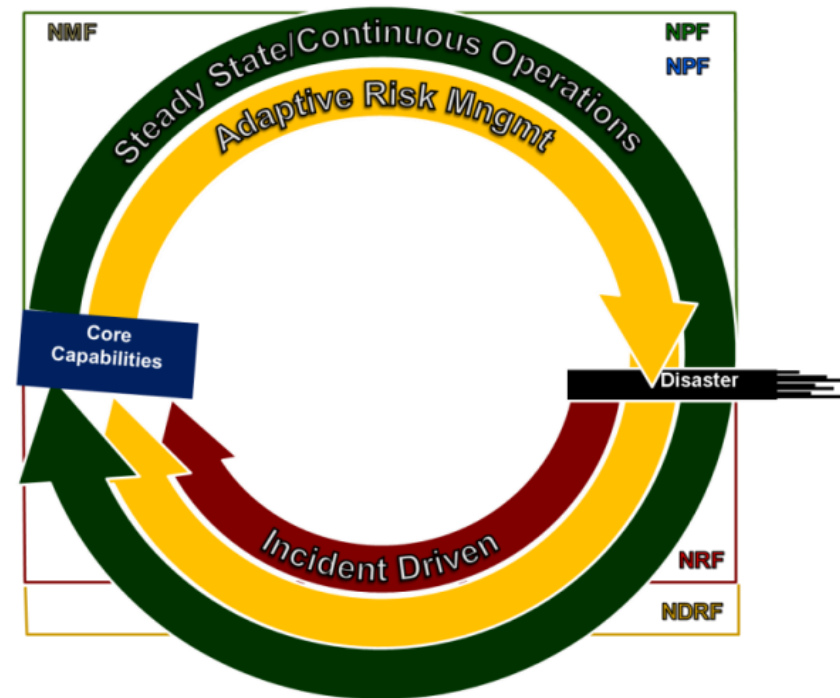 NMF
NPF
NPF
Steady State/Continuous Operations
Adaptive Risk Mngmt
Core
Capabilities
Disaster
Incident Driven
NRF
NDRF